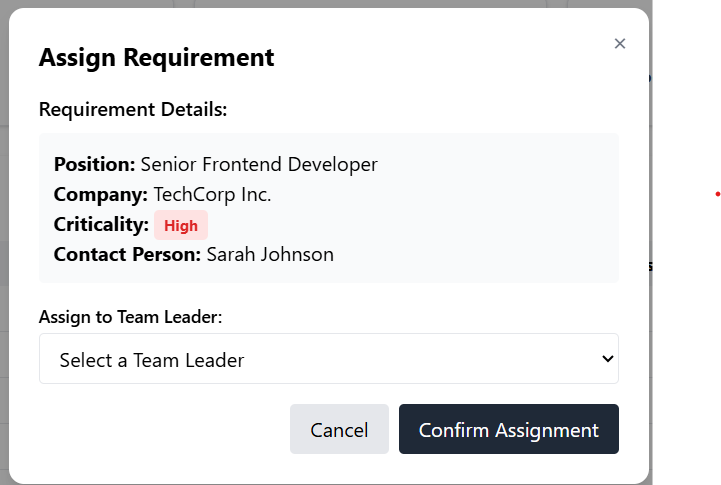 Assign Requirement
×
Requirement Details:
Position: Senior Frontend Developer
Company: TechCorp Inc.
Criticality: High
Contact Person: Sarah Johnson
Assign to Team Leader:
Select a Team Leader
Cancel
Confirm Assignment